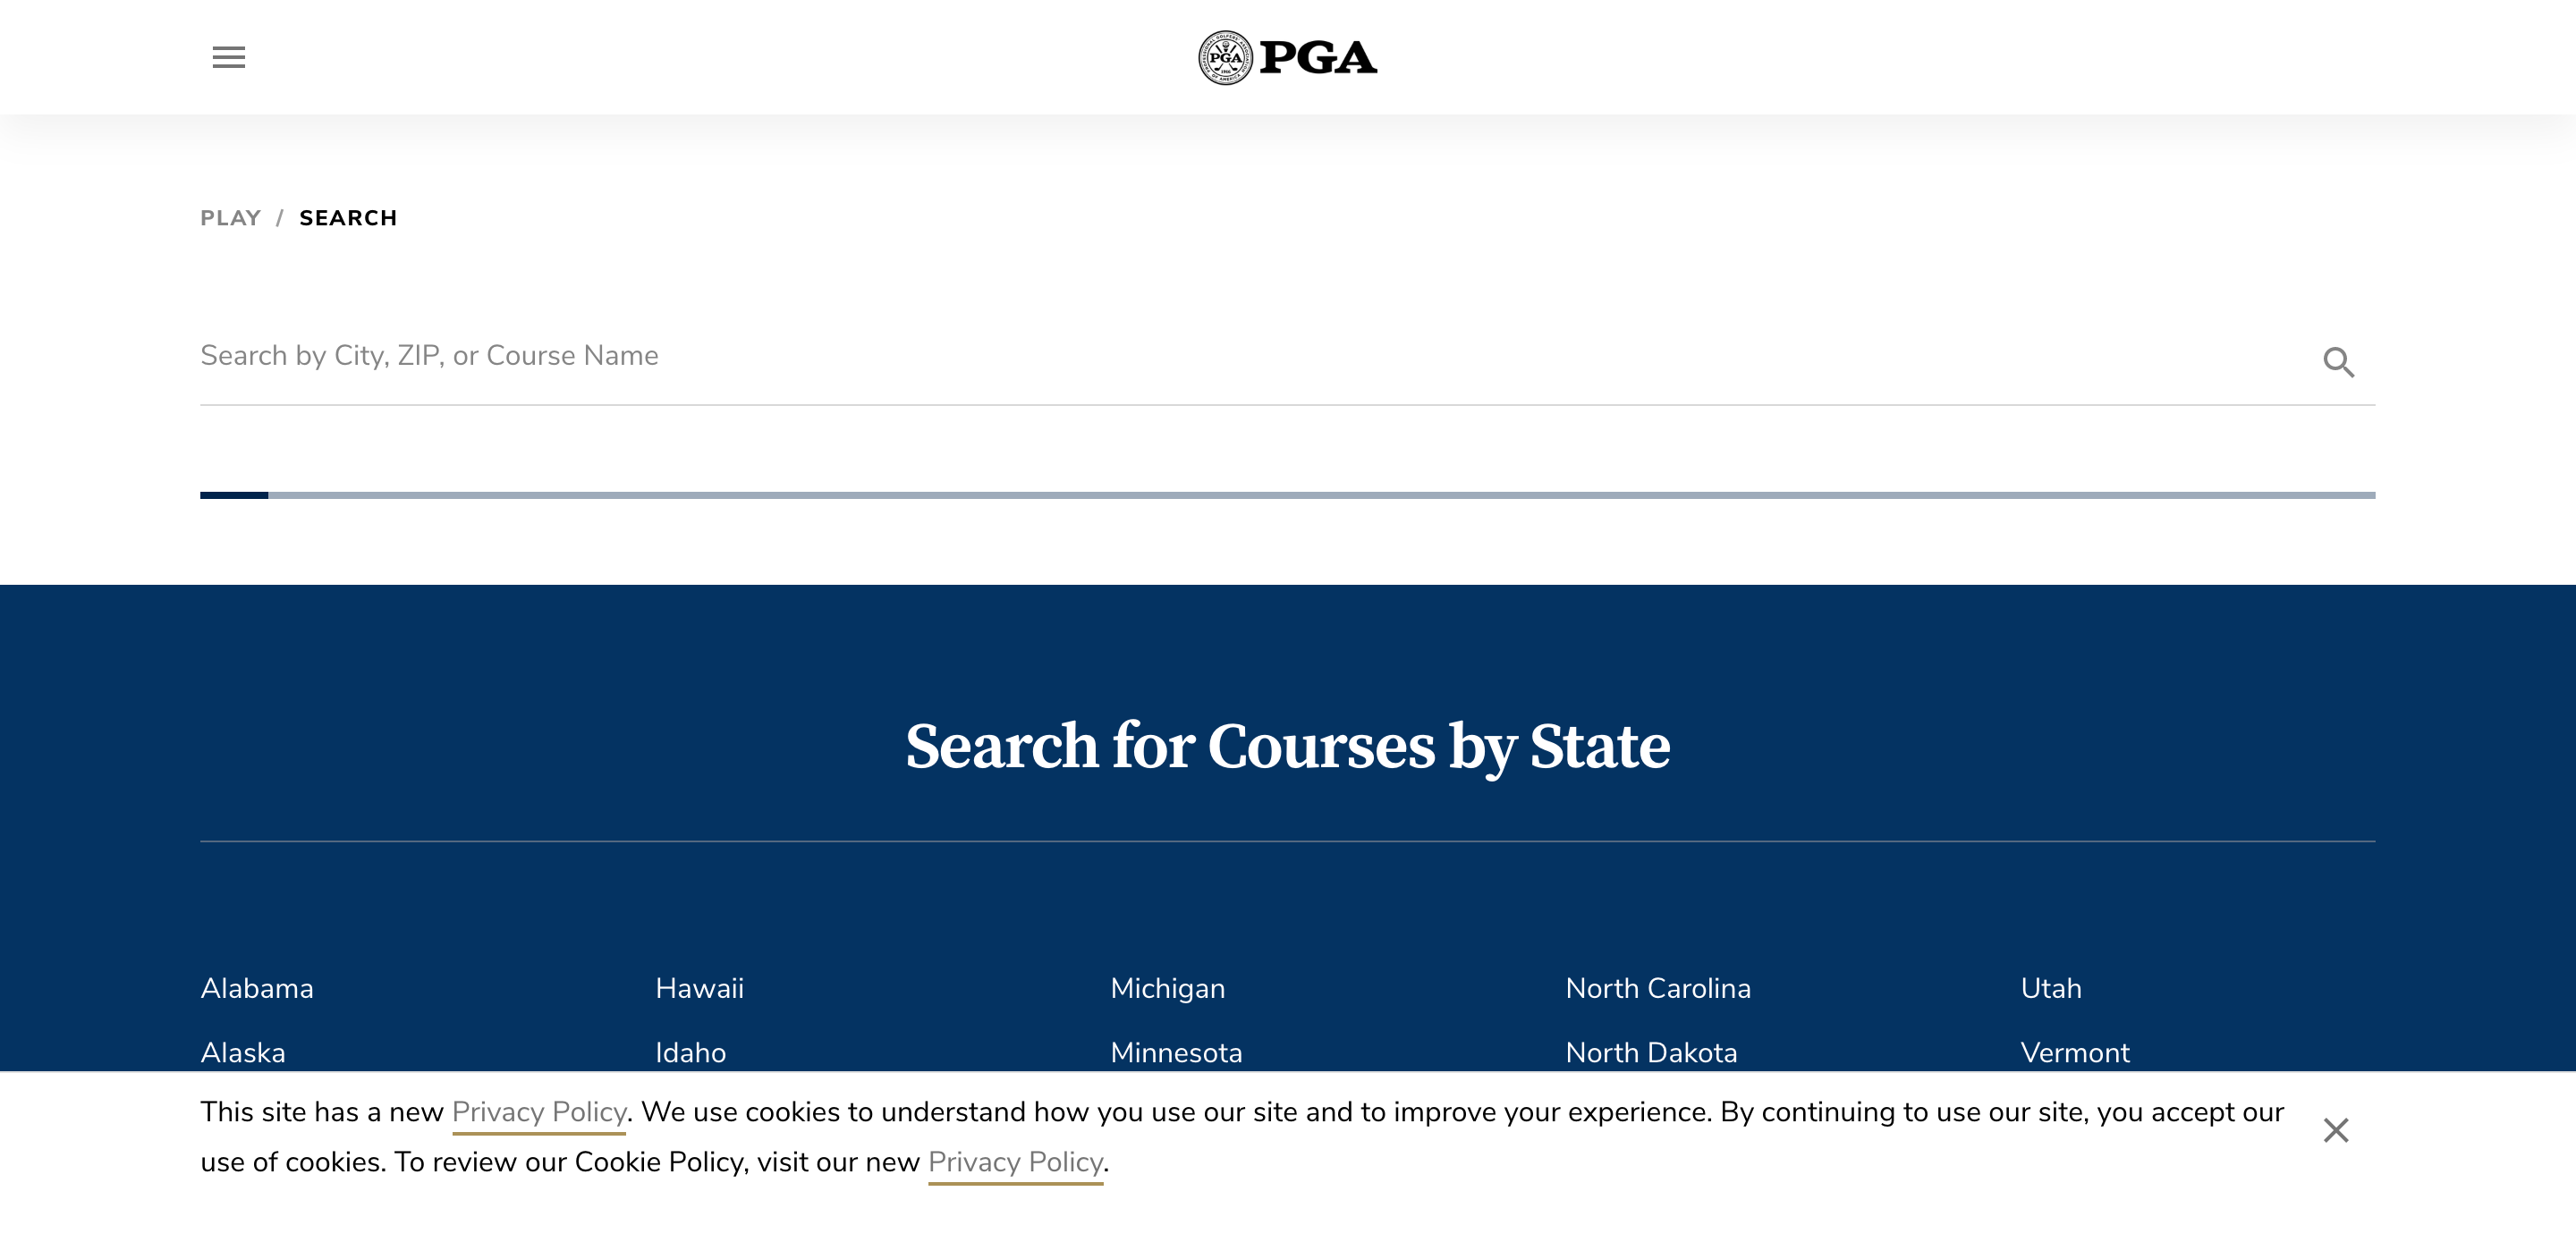 PGA
PLAY / SEARCH
Search by City, ZIP, or Course Name
Search for Courses by State
Alabama Hawaii Michigan North Carolina Utah
Alaska Idaho Minnesota North Dakota Vermont
This site has a new Privacy Policy. We use cookies to understand how you use our site and to improve your experience. By continuing to use our site, you accept our
use of cookies. To review our Cookie Policy, visit our new Privacy Policy.